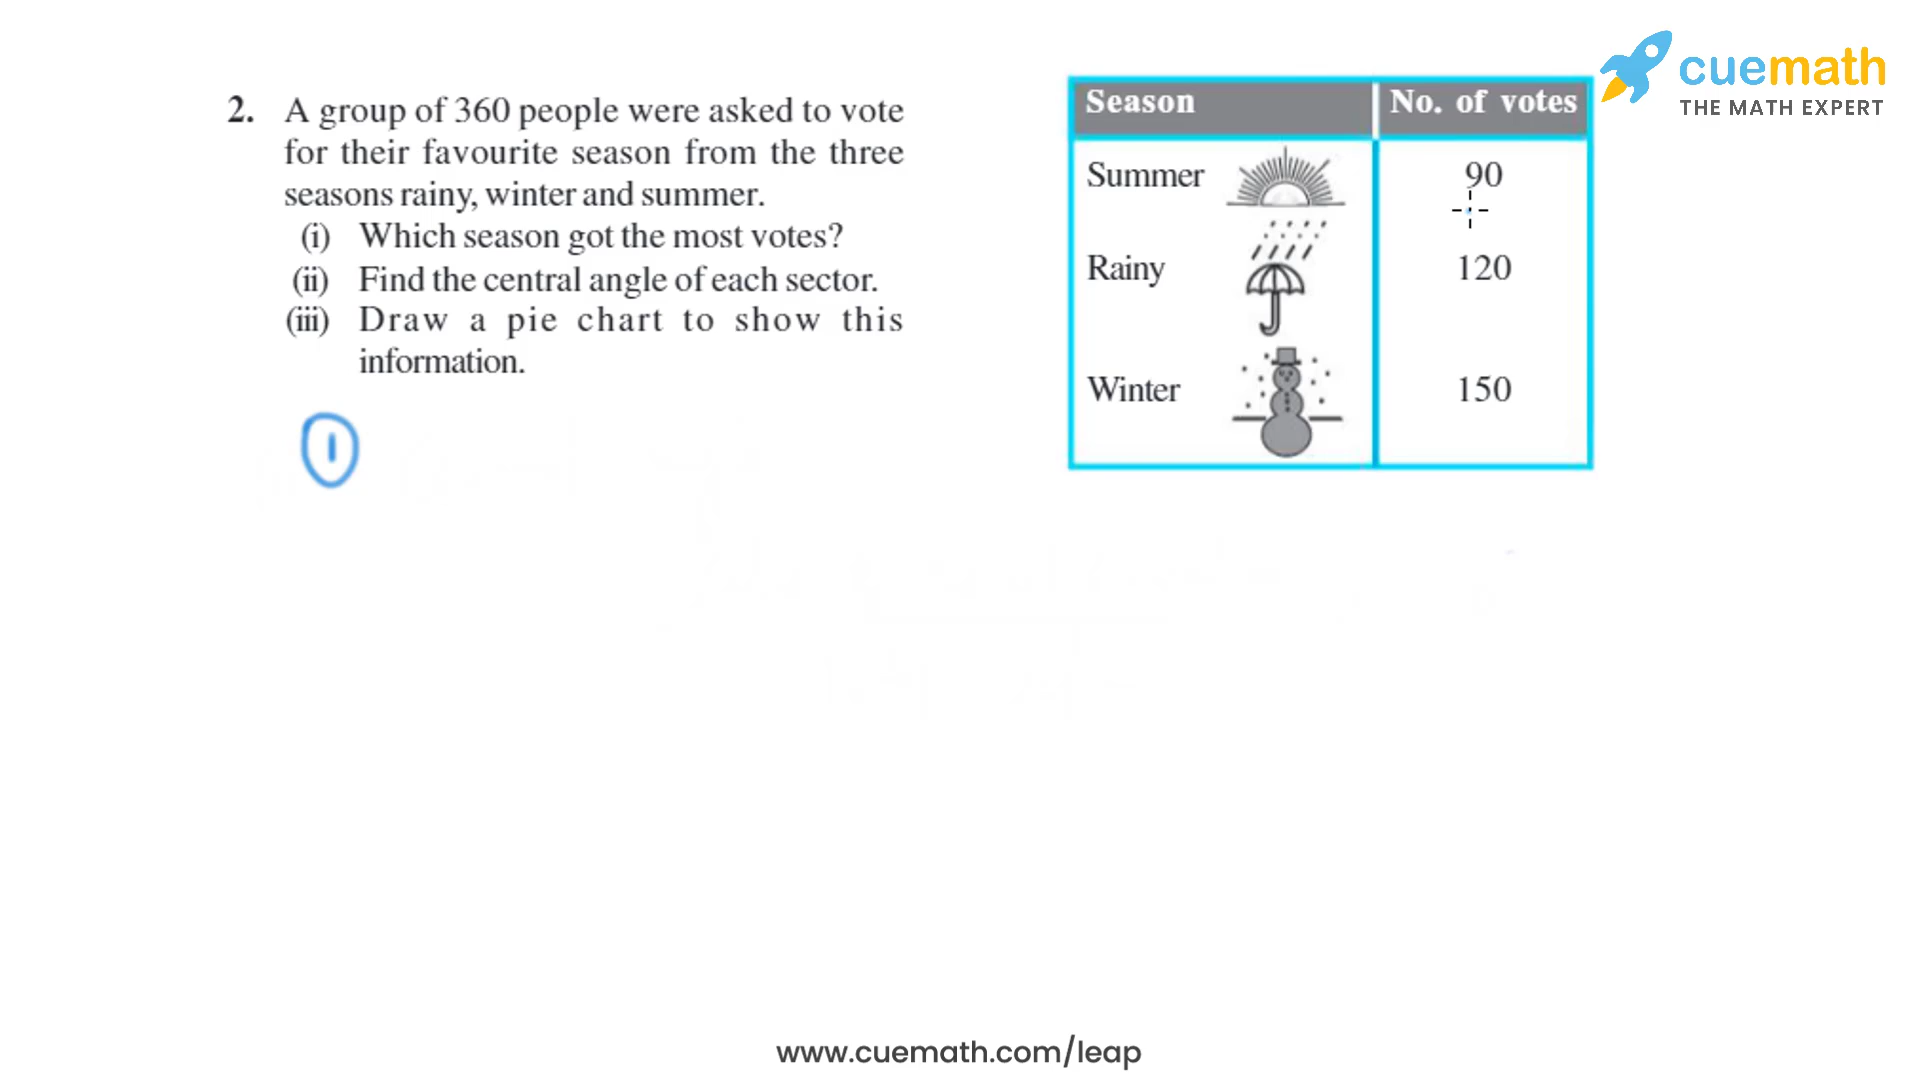 cuemath
THE MATH EXPERT
2. A group of 360 people were asked to vote
for their favourite season from the three
seasons rainy, winter and summer.
(i) Which season got the most votes?
(ii) Find the central angle of each sector.
(iii) Draw a pie chart to show this
information.
Season No. of votes
Summer 90
Rainy 120
Winter 150
1
www.cuemath.com/leap